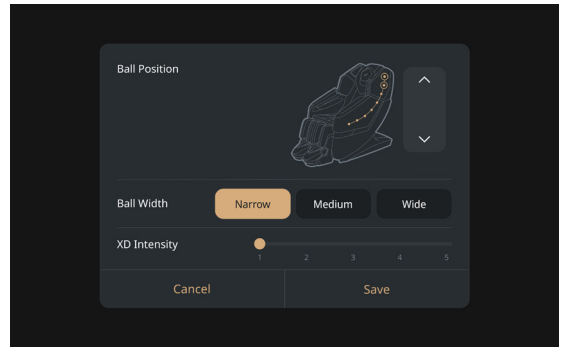 Ball Position
Ball Width Narrow Medium Wide
XD Intensity
1 2 3 4 5
Cancel Save